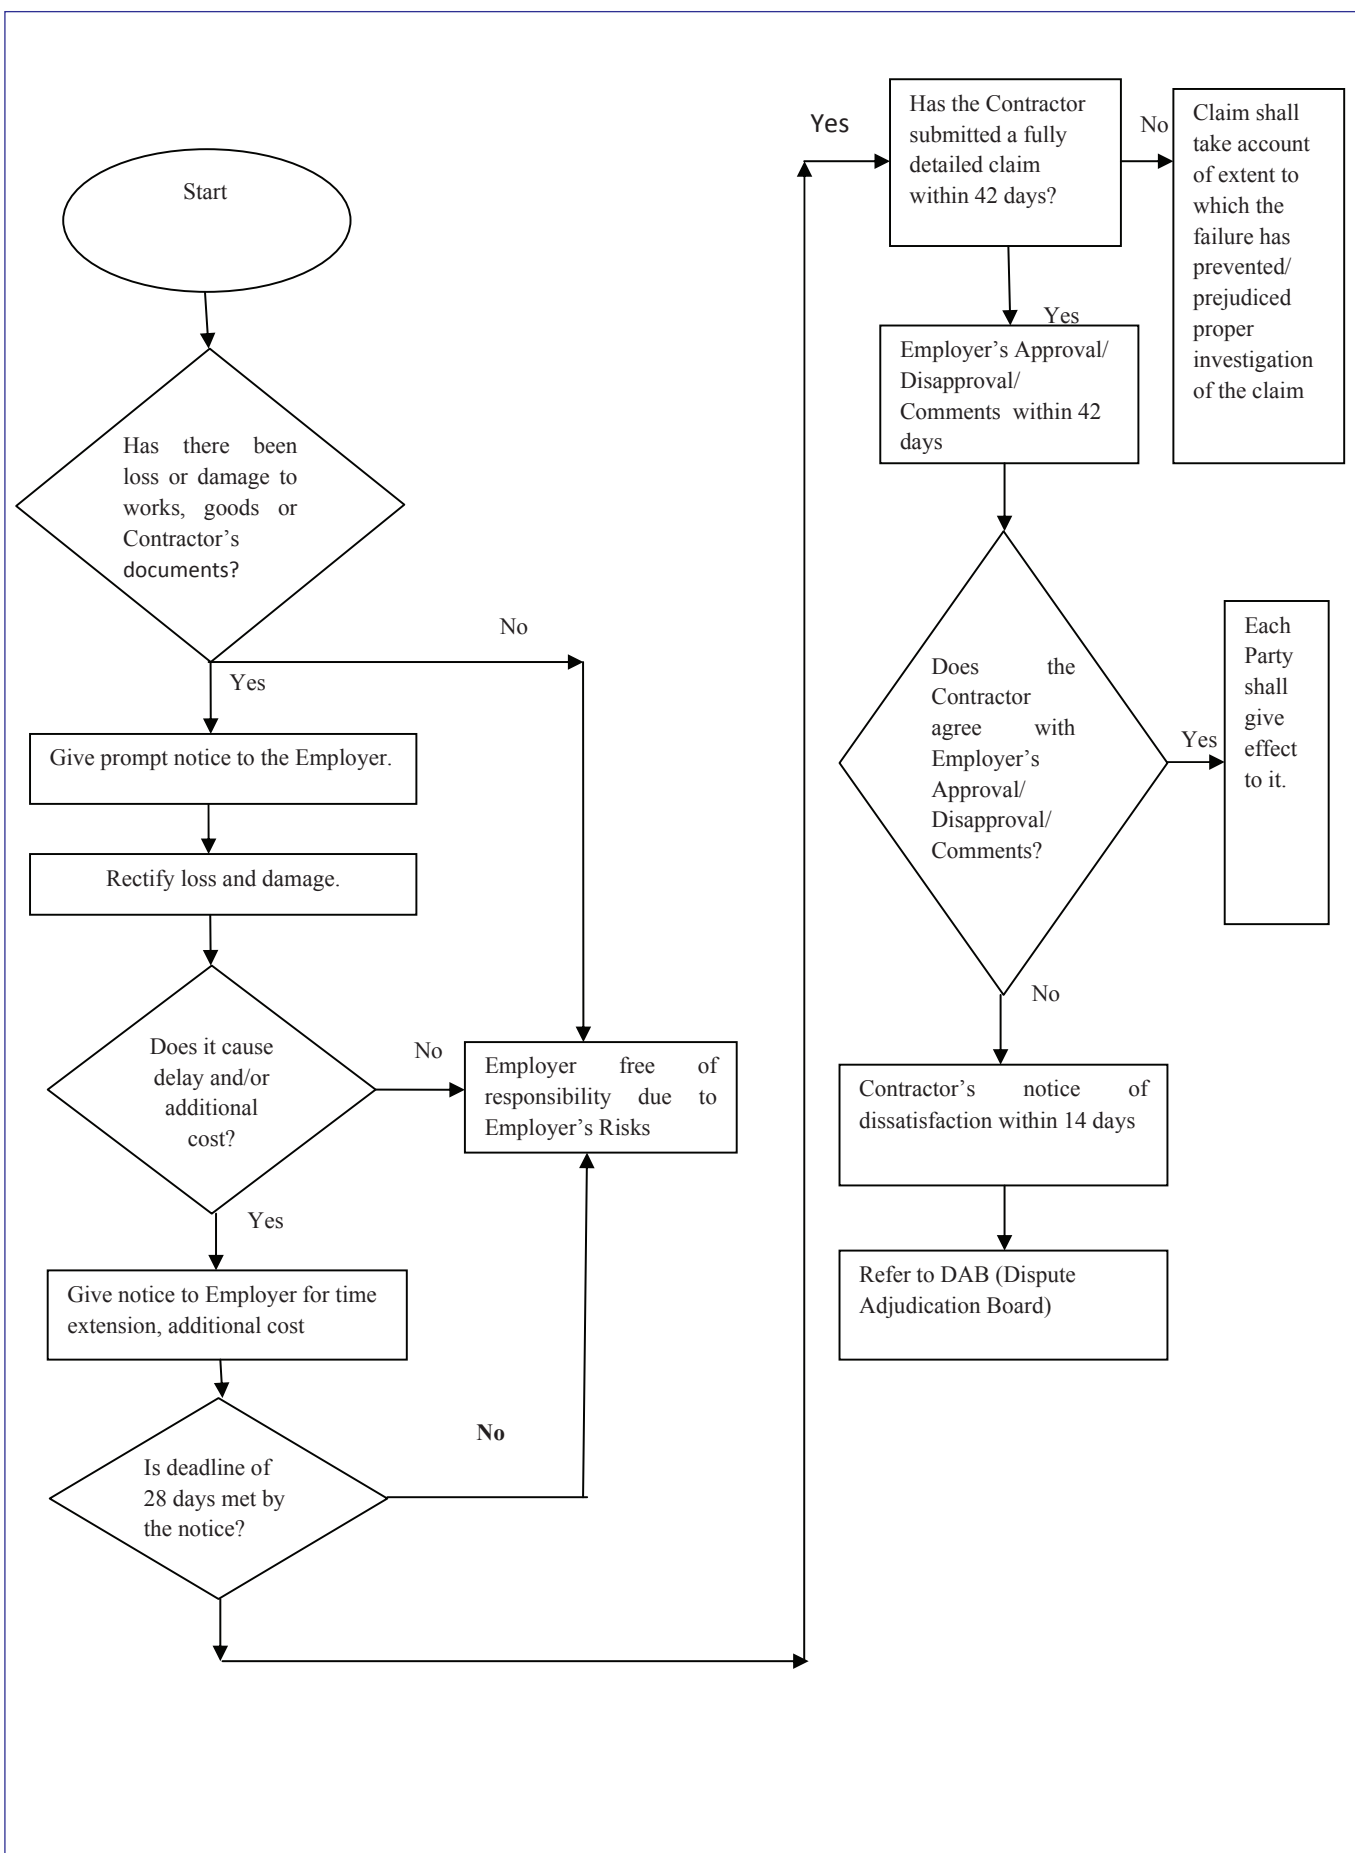 Start
Has there been
loss or damage to
works, goods or
Contractor's
documents?
No
Yes
Give prompt notice to the Employer.
Rectify loss and damage.
Does it cause
delay and/or
additional
cost?
No
Employer free of
responsibility due to
Employer's Risks
Yes
Give notice to Employer for time
extension, additional cost
Is deadline of
28 days met by
the notice?
No
Yes
Has the Contractor
submitted a fully
detailed claim
within 42 days?
No
Claim shall
take account
of extent to
which the
failure has
prevented/
prejudiced
proper
investigation
of the claim
Yes
Employer's Approval/
Disapproval/
Comments within 42
days
Does the
Contractor
agree with
Employer's
Approval/
Disapproval/
Comments?
Yes
Each
Party
shall
give
effect
to it.
No
Contractor's notice of
dissatisfaction within 14 days
Refer to DAB (Dispute
Adjudication Board)